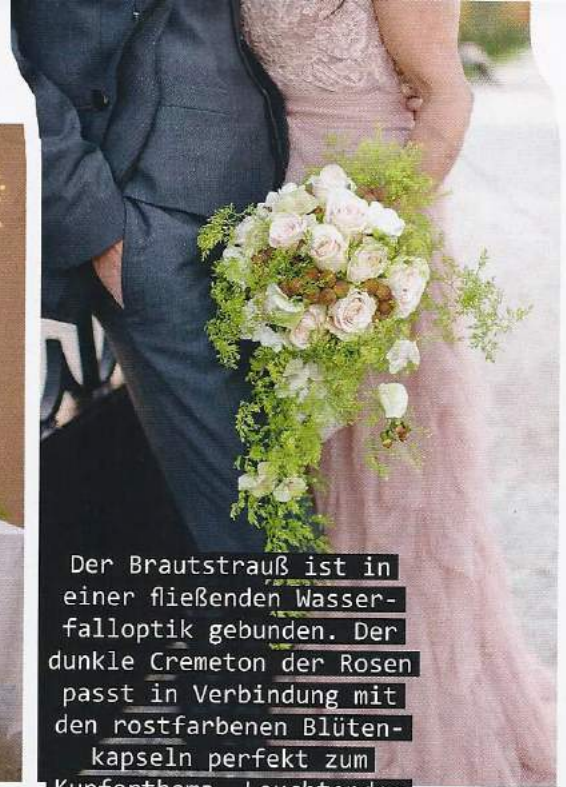 Der Brautstrauß ist in
einer fließenden Wasser-
falloptik gebunden. Der
dunkle Cremeton der Rosen
passt in Verbindung mit
den rostfarbenen Blüten-
kapseln perfekt zum